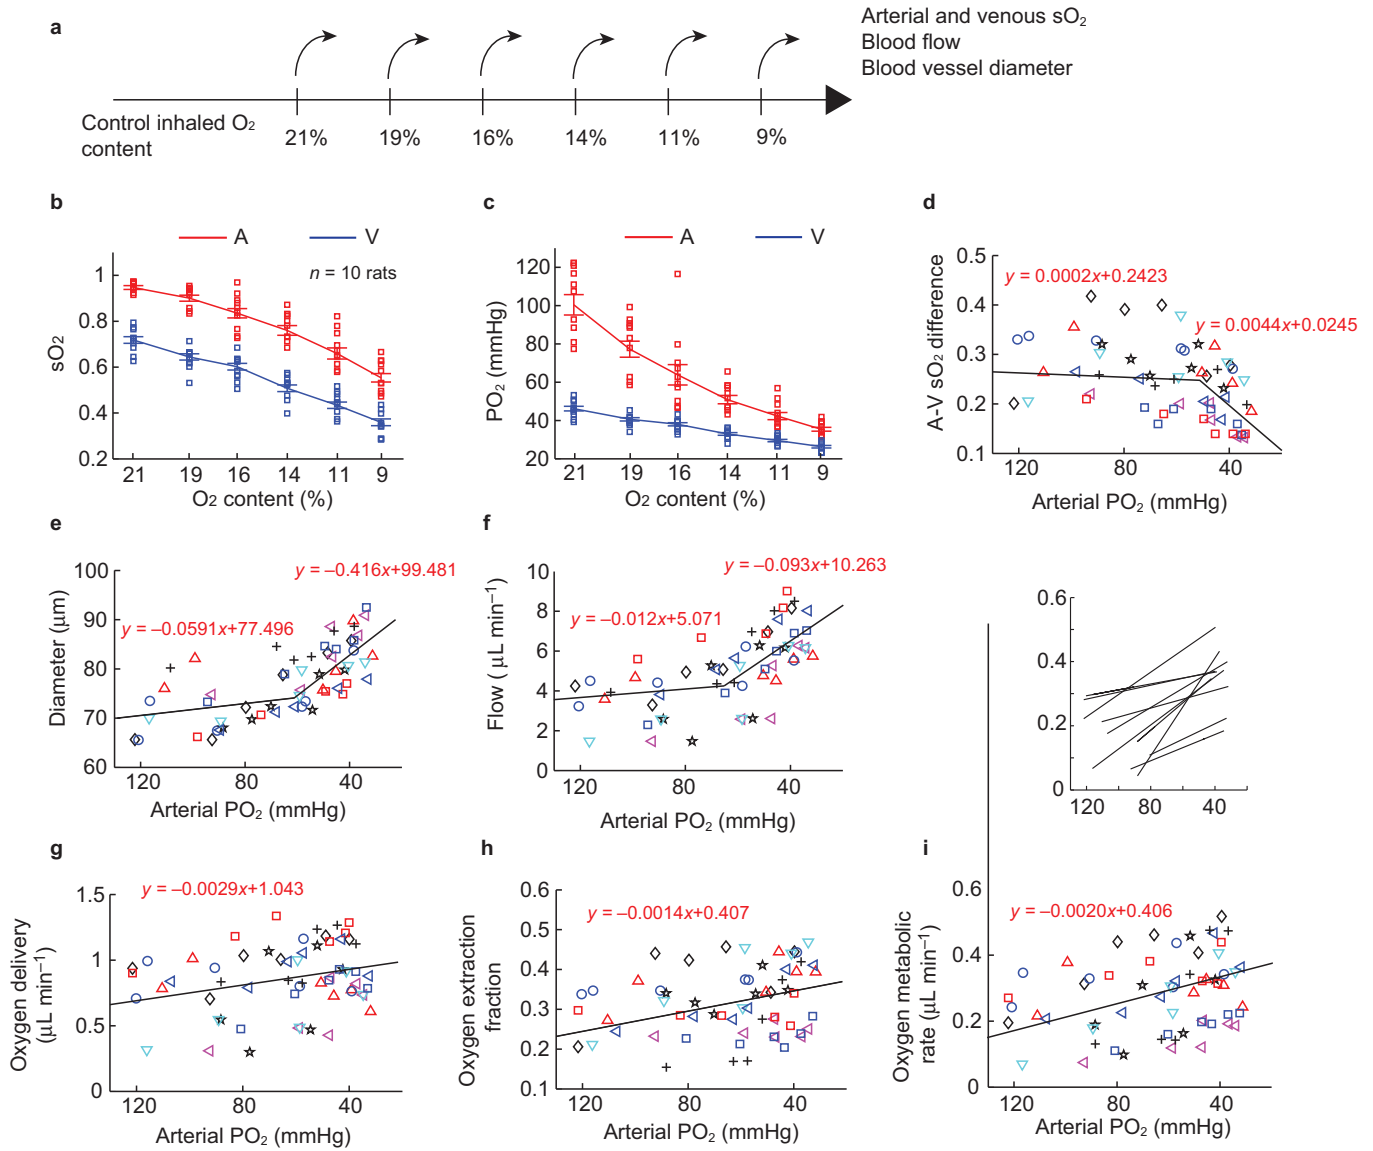 a
Arterial and venous sO2
Blood flow
Blood vessel diameter
Control inhaled O2
content
21% 19% 16% 14% 11% 9%
b
A V
n = 10 rats
sO2
1
0.8
0.6
0.4
0.2
21 19 16 14 11 9
O2 content (%)
c
A V
PO2 (mmHg)
120
100
80
60
40
20
21 19 16 14 11 9
O2 content (%)
d
y = 0.0002x+0.2423
y = 0.0044x+0.0245
A-V sO2 difference
0.5
0.4
0.3
0.2
0.1
120 80 40
Arterial PO2 (mmHg)
e
y = –0.416x+99.481
y = –0.0591x+77.496
Diameter (μm)
100
90
80
70
60
120 80 40
Arterial PO2 (mmHg)
f
y = –0.093x+10.263
y = –0.012x+5.071
Flow ( μL min–1)
10
8
6
4
2
0
120 80 40
Arterial PO2 (mmHg)
0.6
0.4
0.2
0
120 80 40
g
y = –0.0029x+1.043
Oxygen delivery
(μL min–1)
1.5
1
0.5
0
120 80 40
Arterial PO2 (mmHg)
h
y = –0.0014x+0.407
Oxygen extraction
fraction
0.6
0.5
0.4
0.3
0.2
0.1
120 80 40
Arterial PO2 (mmHg)
i
y = –0.0020x+0.406
Oxygen metabolic
rate (μL min–1)
0.6
0.4
0.2
0
120 80 40
Arterial PO2 (mmHg)